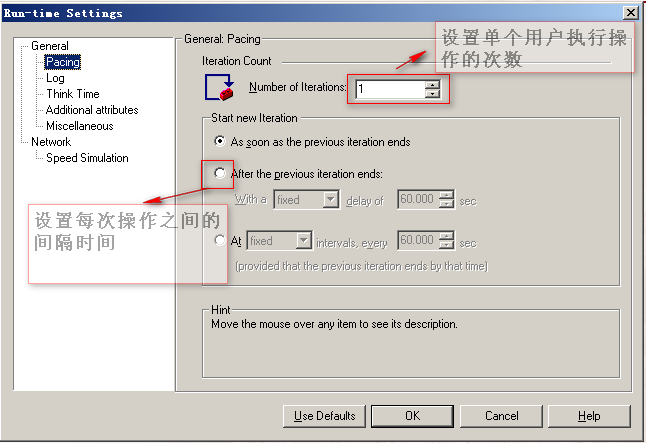 Run-time Settings
General
Pacing
Log
Think Time
Additional attributes
Miscellaneous
Network
Speed Simulation
General: Pacing
设置单个用户执行操
作的次数
Iteration Count
Number of Iterations: 1
Start new Iteration
As soon as the previous iteration ends
After the previous iteration ends:
With a fixed delay of 60.000 sec
设置每次操作之间的
间隔时间
At fixed intervals, every 60.000 sec
(provided that the previous iteration ends by that time)
Hint
Move the mouse over any item to see its description.
Use Defaults OK Cancel Help